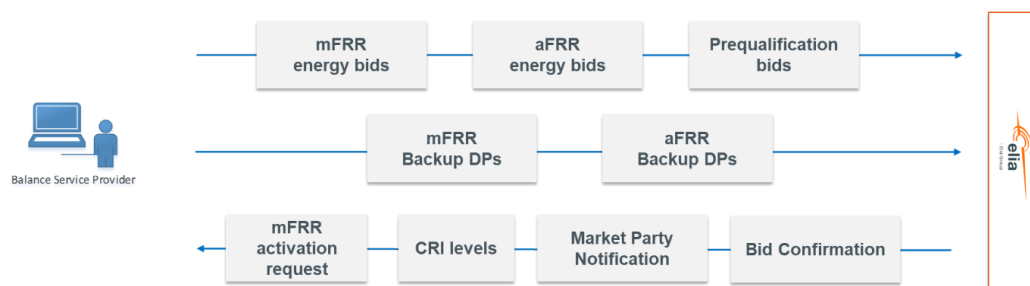 mFRR
energy bids
aFRR
energy bids
Prequalification
bids
Balance Service Provider
mFRR
Backup DPs
aFRR
Backup DPs
elia
mFRR
activation
request
CRI levels
Market Party
Notification
Bid Confirmation